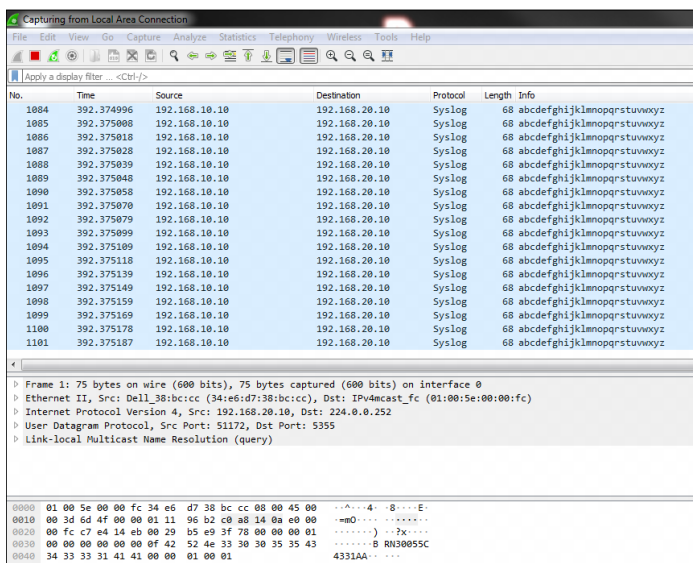 Capturing from Local Area Connection
File Edit View Go Capture Analyze Statistics Telephony Wireless Tools Help
Apply a display filter ... <Ctrl-/>
No. Time Source Destination Protocol Length Info
1084 392.374996 192.168.10.10 192.168.20.10 Syslog 68 abcdefghijklmnopqrstuvwxyz
1085 392.375008 192.168.10.10 192.168.20.10 Syslog 68 abcdefghijklmnopqrstuvwxyz
1086 392.375018 192.168.10.10 192.168.20.10 Syslog 68 abcdefghijklmnopqrstuvwxyz
1087 392.375028 192.168.10.10 192.168.20.10 Syslog 68 abcdefghijklmnopqrstuvwxyz
1088 392.375039 192.168.10.10 192.168.20.10 Syslog 68 abcdefghijklmnopqrstuvwxyz
1089 392.375048 192.168.10.10 192.168.20.10 Syslog 68 abcdefghijklmnopqrstuvwxyz
1090 392.375058 192.168.10.10 192.168.20.10 Syslog 68 abcdefghijklmnopqrstuvwxyz
1091 392.375070 192.168.10.10 192.168.20.10 Syslog 68 abcdefghijklmnopqrstuvwxyz
1092 392.375079 192.168.10.10 192.168.20.10 Syslog 68 abcdefghijklmnopqrstuvwxyz
1093 392.375099 192.168.10.10 192.168.20.10 Syslog 68 abcdefghijklmnopqrstuvwxyz
1094 392.375109 192.168.10.10 192.168.20.10 Syslog 68 abcdefghijklmnopqrstuvwxyz
1095 392.375118 192.168.10.10 192.168.20.10 Syslog 68 abcdefghijklmnopqrstuvwxyz
1096 392.375139 192.168.10.10 192.168.20.10 Syslog 68 abcdefghijklmnopqrstuvwxyz
1097 392.375149 192.168.10.10 192.168.20.10 Syslog 68 abcdefghijklmnopqrstuvwxyz
1098 392.375159 192.168.10.10 192.168.20.10 Syslog 68 abcdefghijklmnopqrstuvwxyz
1099 392.375169 192.168.10.10 192.168.20.10 Syslog 68 abcdefghijklmnopqrstuvwxyz
1100 392.375178 192.168.10.10 192.168.20.10 Syslog 68 abcdefghijklmnopqrstuvwxyz
1101 392.375187 192.168.10.10 192.168.20.10 Syslog 68 abcdefghijklmnopqrstuvwxyz
Frame 1: 75 bytes on wire (600 bits), 75 bytes captured (600 bits) on interface 0
Ethernet II, Src: Dell_38:bc:cc (34:e6:d7:38:bc:cc), Dst: IPv4mcast_fc (01:00:5e:00:00:fc)
Internet Protocol Version 4, Src: 192.168.20.10, Dst: 224.0.0.252
User Datagram Protocol, Src Port: 51172, Dst Port: 5355
Link-local Multicast Name Resolution (query)
0000 01 00 5e 00 00 fc 34 e6 d7 38 bc cc 08 00 45 00 ··^···4· ·8····E·
0010 00 3d 6d 4f 00 00 01 11 96 b2 c0 a8 14 0a e0 00 ·=mO···· ········
0020 00 fc c7 e4 14 eb 00 29 b5 e9 3f 78 00 00 00 01 ·······) ··?x····
0030 00 00 00 00 00 00 0f 42 52 4e 33 30 30 35 35 43 ·······B RN30055C
0040 34 33 33 31 41 41 00 00 01 00 01 4331AA·· ···